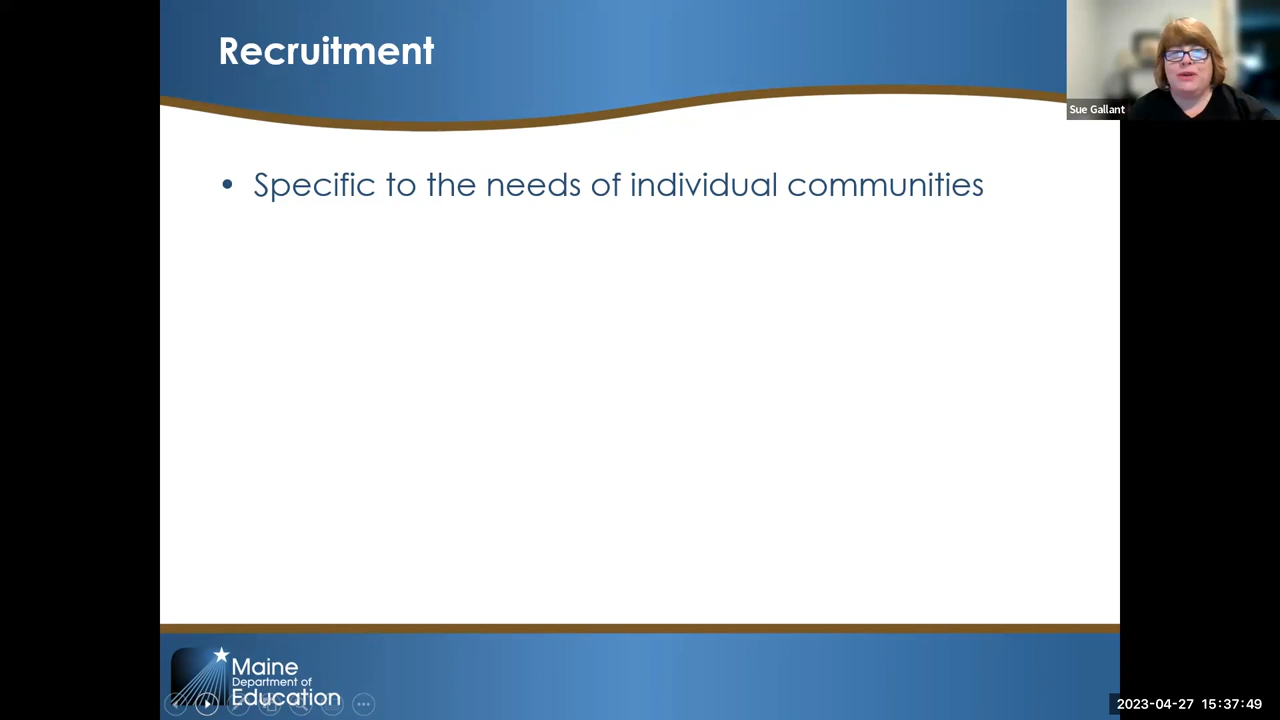 Recruitment
Sue Gallant
• Specific to the needs of individual communities
Maine
Department of
Education
2023-04-27 15:37:49